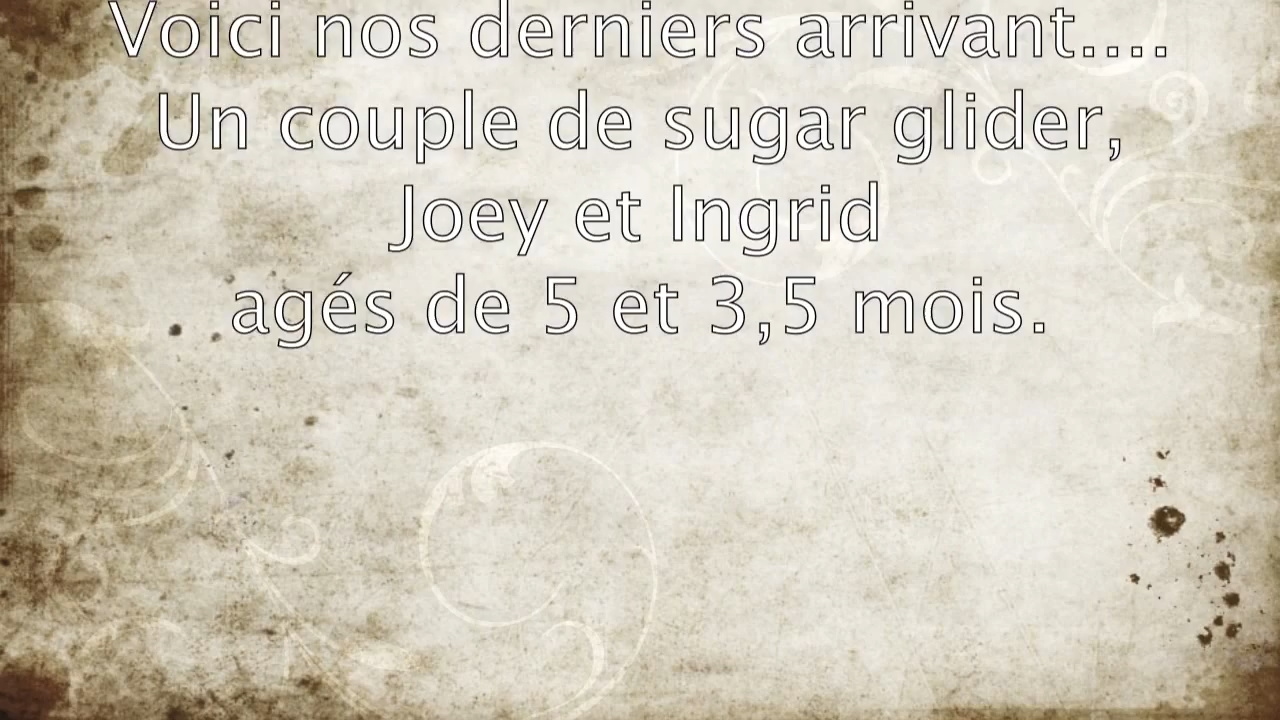 Voici nos derniers arrivant....
Un couple de sugar glider,
Joey et Ingrid
agés de 5 et 3,5 mois.